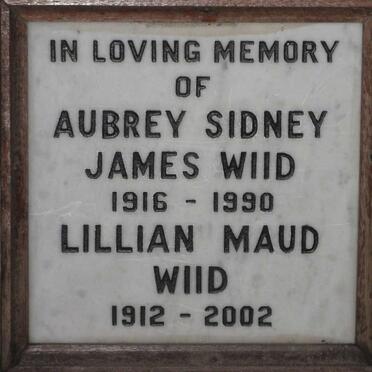 IN LOVING MEMORY
OF
AUBREY SIDNEY
JAMES WIID
1916 - 1990
LILLIAN MAUD
WIID
1912 - 2002